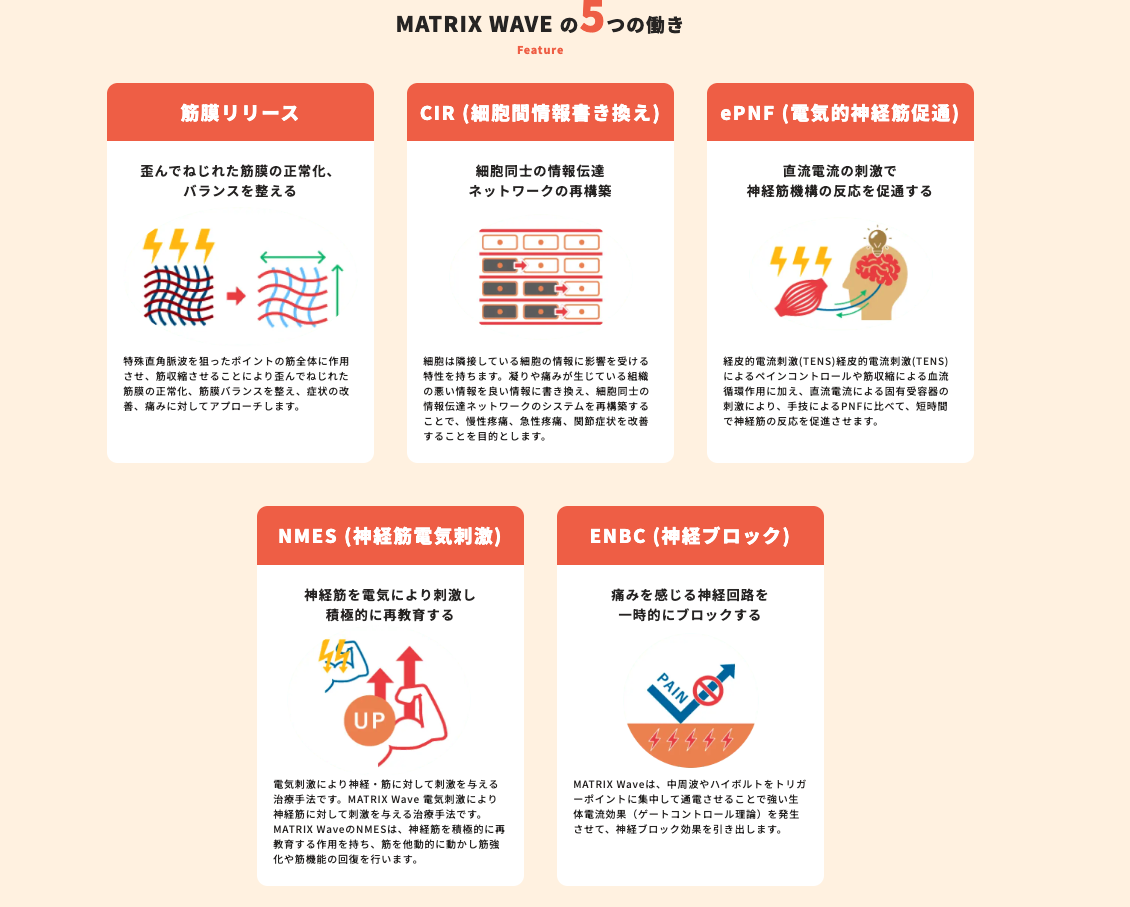 MATRIX WAVE の5つの働き
Feature
筋膜リリース
歪んでねじれた筋膜の正常化、
バランスを整える
特殊直角脈波を狙ったポイントの筋全体に作用
させ、筋収縮させることにより歪んでねじれた
筋膜の正常化、筋膜バランスを整え、症状の改
善、痛みに対してアプローチします。
CIR (細胞間情報書き換え)
細胞同士の情報伝達
ネットワークの再構築
細胞は隣接している細胞の情報に影響を受ける
特性を持ちます。凝りや痛みが生じている組織
の悪い情報を良い情報に書き換え、細胞同士の
情報伝達ネットワークのシステムを再構築する
ことで、慢性疼痛、急性疼痛、関節症状を改善
することを目的とします。
ePNF (電気的神経筋促通)
直流電流の刺激で
神経筋機構の反応を促通する
経皮的電流刺激(TENS)経皮的電流刺激(TENS)
によるペインコントロールや筋収縮による血流
循環作用に加え、直流電流による固有受容器の
刺激により、手技によるPNFに比べて、短時間
で神経筋の反応を促進させます。
NMES (神経筋電気刺激)
神経筋を電気により刺激し
積極的に再教育する
UP
電気刺激により神経・筋に対して刺激を与える
治療手法です。MATRIX Wave 電気刺激により
神経筋に対して刺激を与える治療手法です。
MATRIX WaveのNMESは、神経筋を積極的に再
教育する作用を持ち、筋を他動的に動かし筋強
化や筋機能の回復を行います。
ENBC (神経ブロック)
痛みを感じる神経回路を
一時的にブロックする
PAIN
MATRIX Waveは、中周波やハイボルトをトリガ
ーポイントに集中して通電させることで強い生
体電流効果（ゲートコントロール理論）を発生
させて、神経ブロック効果を引き出します。